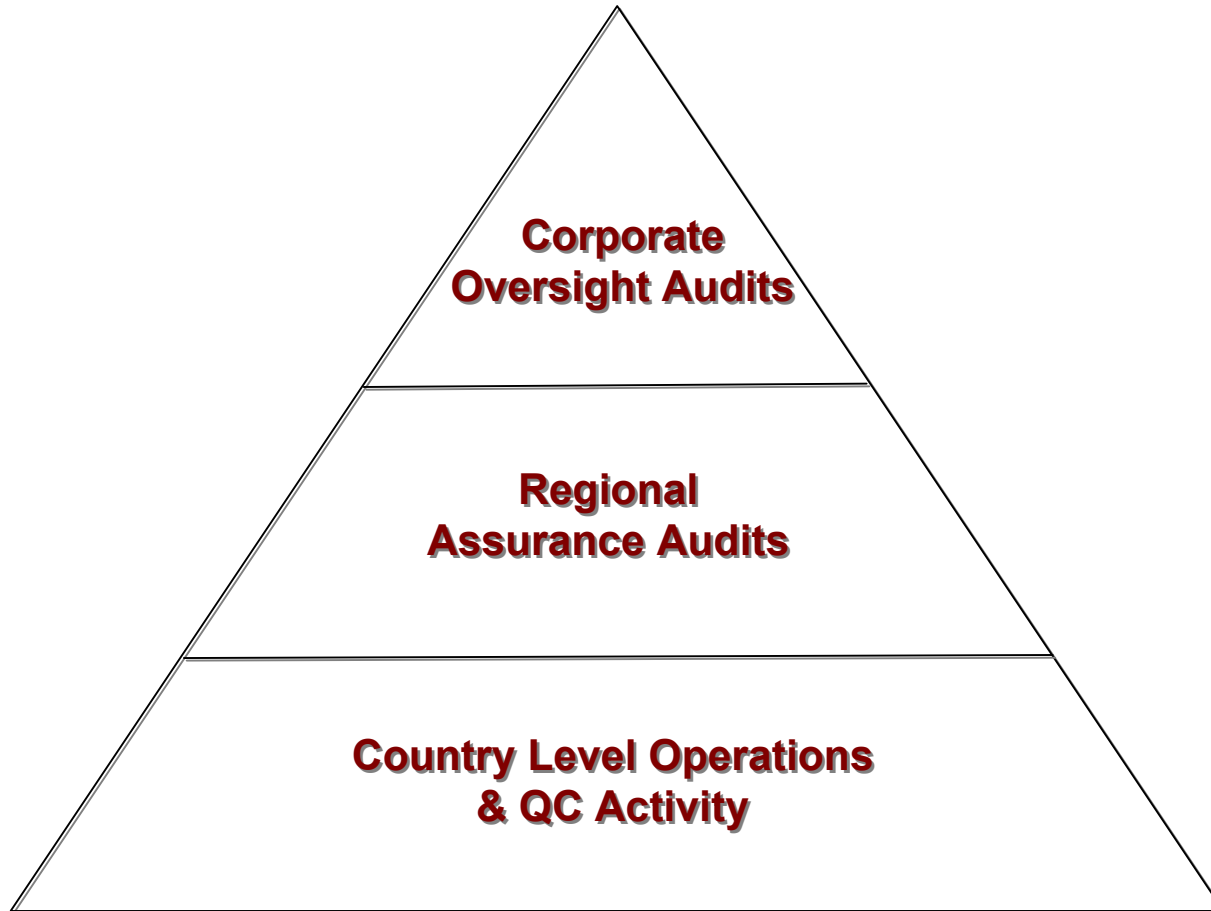 Corporate
Oversight Audits
Regional
Assurance Audits
Country Level Operations
& QC Activity